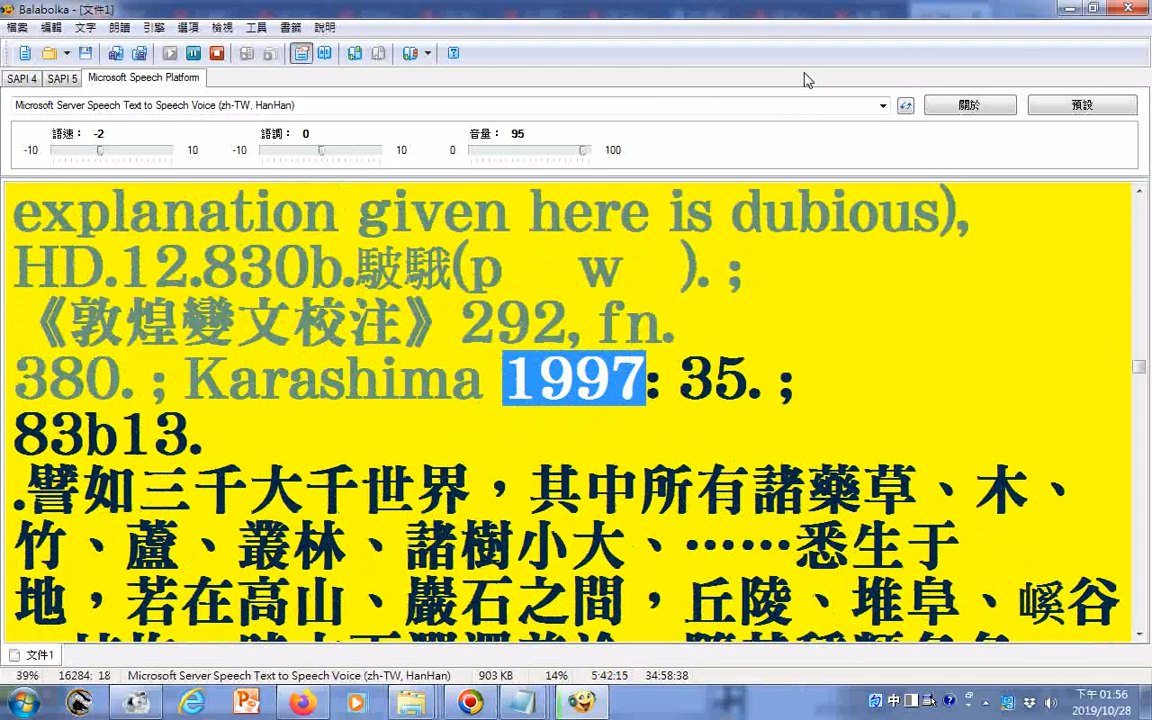 Balabolka - [文件1]
檔案 編輯 文字 朗讀 引擎 選項 檢視 工具 書籤 說明
SAPI 4 SAPI 5 Microsoft Speech Platform
Microsoft Server Speech Text to Speech Voice (zh-TW, HanHan) 關於 預設
語速： -2 語調： 0 音量： 95
-10 10 -10 10 0 100
explanation given here is dubious),
HD.12.830b.駊騀(p w ). ;
《敦煌變文校注》292, fn.
380. ; Karashima 1997: 35. ;
83b13.
.譬如三千大千世界，其中所有諸藥草、木、
竹、蘆、叢林、諸樹小大、……悉生于
地，若在高山、巖石之間，丘陵、堆阜、嵠谷
文件1
39% 16284: 18 Microsoft Server Speech Text to Speech Voice (zh-TW, HanHan) 903 KB 14% 5:42:15 34:58:38
中 下午 01:56
2019/10/28